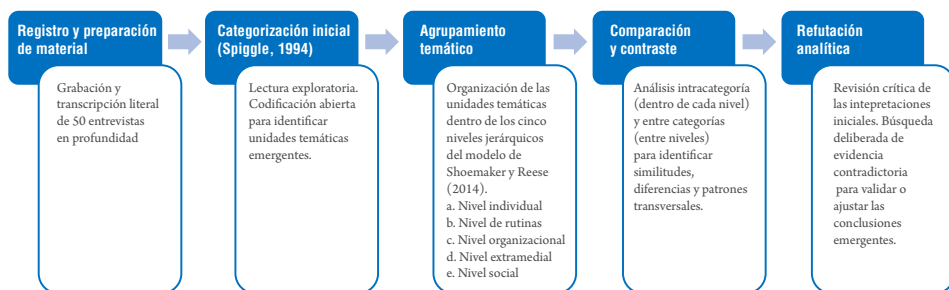 Registro y preparación
de material
Grabación y
transcripción literal
de 50 entrevistas
en profundidad
Categorización inicial
(Spiggle, 1994)
Lectura exploratoria.
Codificación abierta
para identificar
unidades temáticas
emergentes.
Agrupamiento
temático
Organización de las
unidades temáticas
dentro de los cinco
niveles jerárquicos
del modelo de
Shoemaker y Reese
(2014).
a. Nivel individual
b. Nivel de rutinas
c. Nivel organizacional
d. Nivel extramedial
e. Nivel social
Comparación
y contraste
Análisis intracategoría
(dentro de cada nivel)
y entre categorías
(entre niveles)
para identificar
similitudes,
diferencias y patrones
transversales.
Refutación
analítica
Revisión crítica de
las intepretaciones
iniciales. Búsqueda
deliberada de
evidencia
contradictoria
para validar o
ajustar las
conclusiones
emergentes.